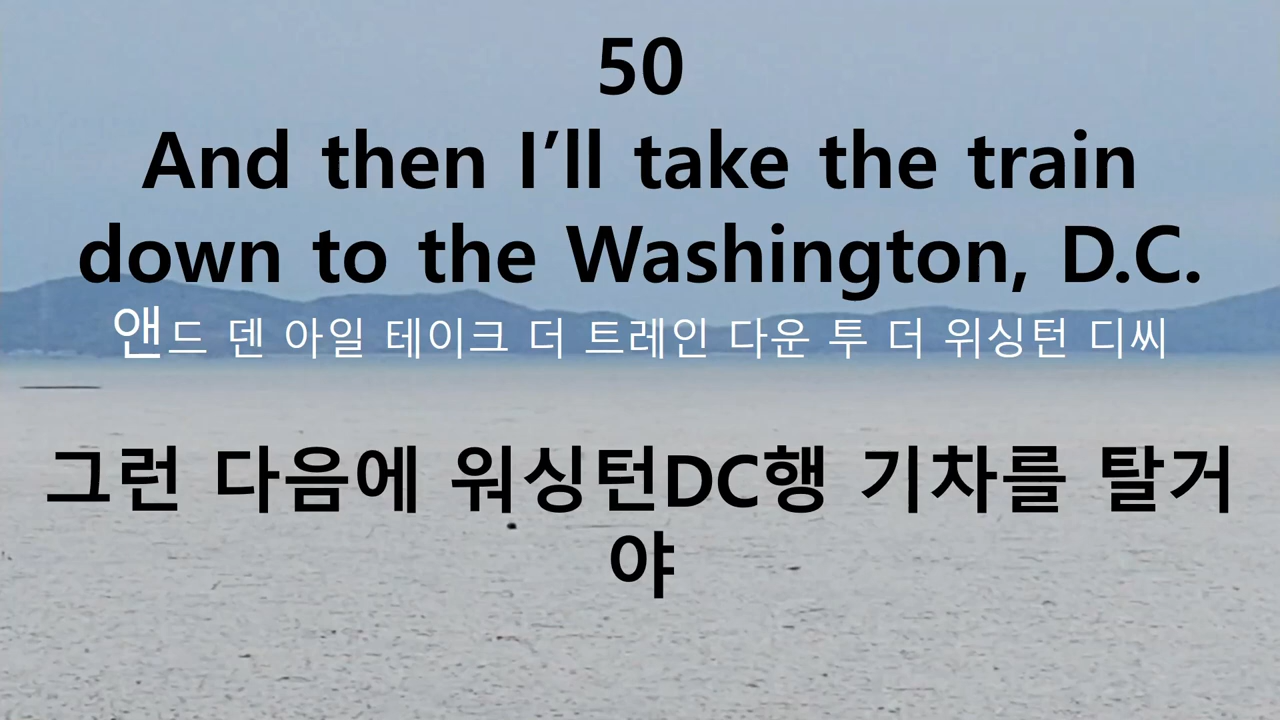 50
And then I’ll take the train
down to the Washington, D.C.
앤드 덴 아일 테이크 더 트레인 다운 투 더 위싱턴 디씨
그런 다음에 워싱턴DC행 기차를 탈거
야